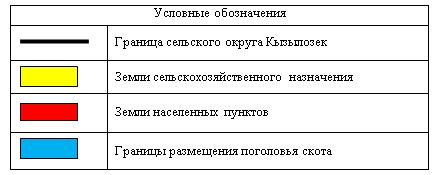 Условные обозначения
Граница сельского округа Кызылозек
Земли сельскохозяйственного назначения
Земли населенных пунктов
Границы размещения поголовья скота